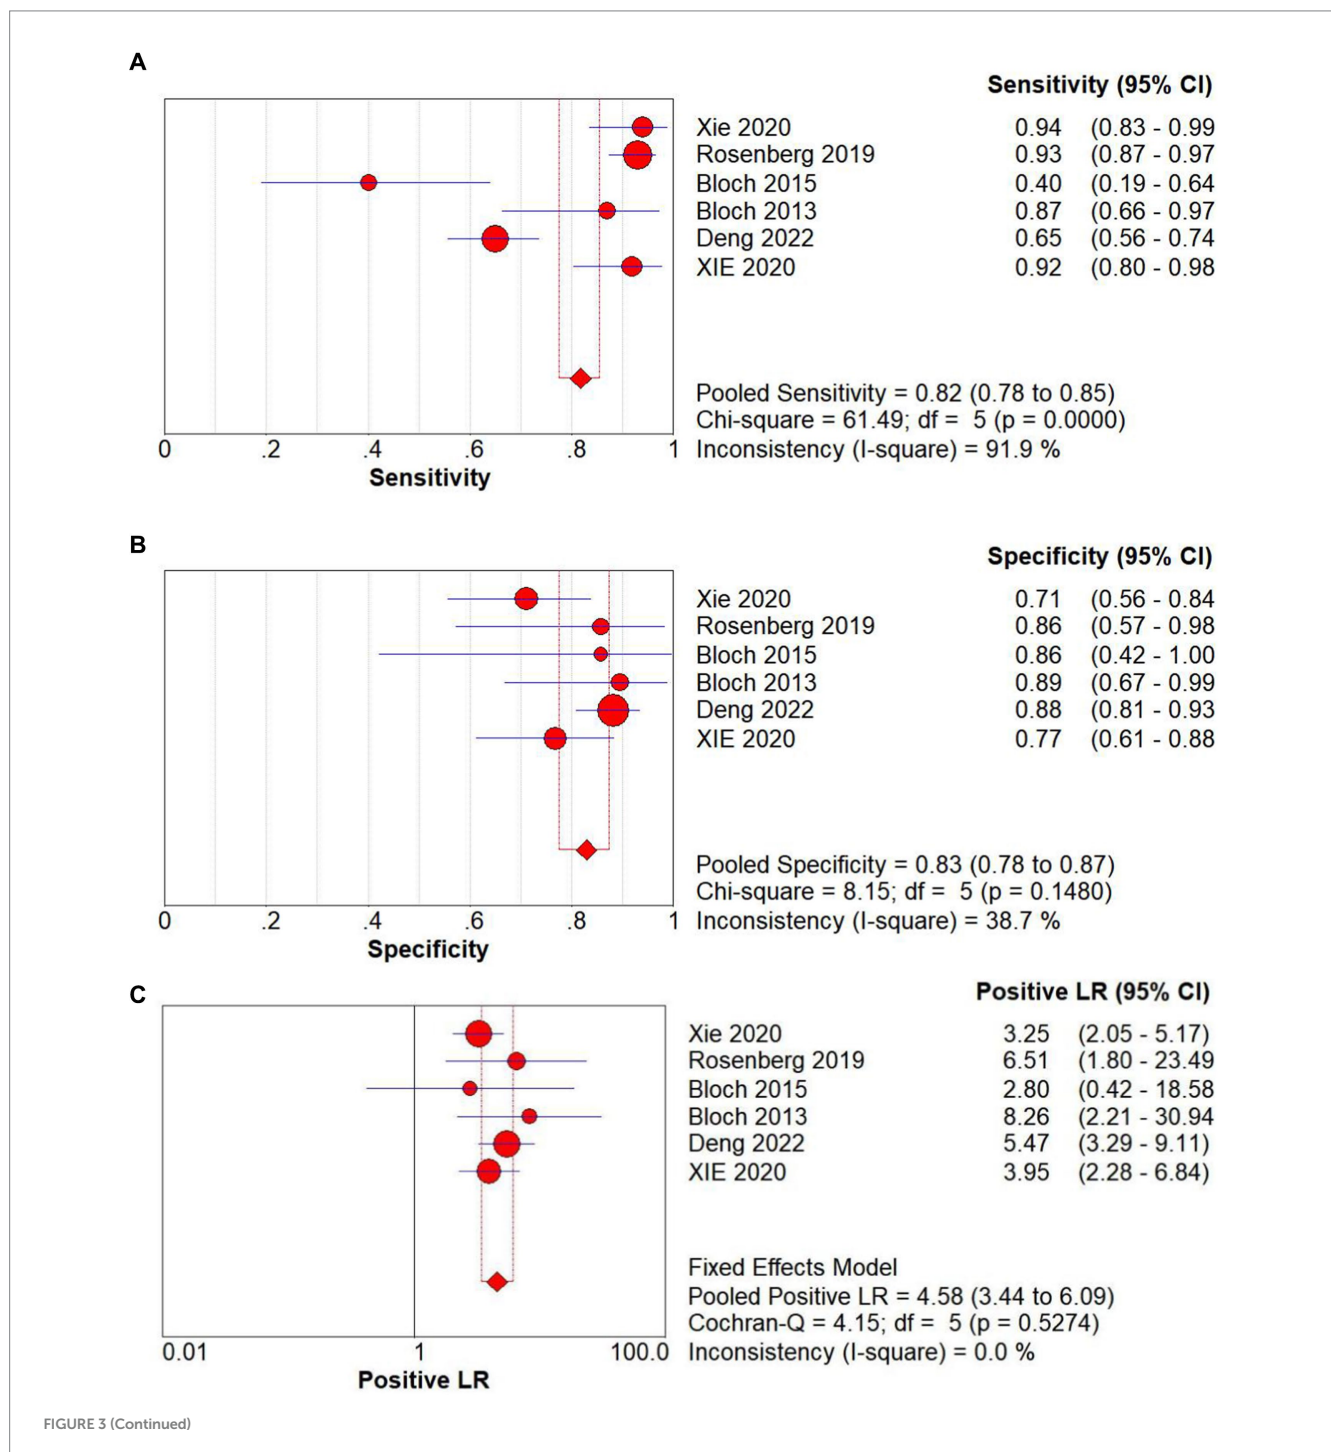 A
Sensitivity (95% CI)
Xie 2020 0.94 (0.83 - 0.99
Rosenberg 2019 0.93 (0.87 - 0.97
Bloch 2015 0.40 (0.19 - 0.64
Bloch 2013 0.87 (0.66 - 0.97
Deng 2022 0.65 (0.56 - 0.74
XIE 2020 0.92 (0.80 - 0.98
Pooled Sensitivity = 0.82 (0.78 to 0.85)
Chi-square = 61.49; df = 5 (p = 0.0000)
0 .2 .4 .6 .8 1 Inconsistency (I-square) = 91.9 %
Sensitivity
B
Specificity (95% CI)
Xie 2020 0.71 (0.56 - 0.84
Rosenberg 2019 0.86 (0.57 - 0.98
Bloch 2015 0.86 (0.42 - 1.00
Bloch 2013 0.89 (0.67 - 0.99
Deng 2022 0.88 (0.81 - 0.93
XIE 2020 0.77 (0.61 - 0.88
Pooled Specificity = 0.83 (0.78 to 0.87)
Chi-square = 8.15; df = 5 (p = 0.1480)
0 .2 .4 .6 .8 1 Inconsistency (I-square) = 38.7 %
Specificity
C
Positive LR (95% CI)
Xie 2020 3.25 (2.05 - 5.17)
Rosenberg 2019 6.51 (1.80 - 23.49
Bloch 2015 2.80 (0.42 - 18.58
Bloch 2013 8.26 (2.21 - 30.94
Deng 2022 5.47 (3.29 - 9.11)
XIE 2020 3.95 (2.28 - 6.84)
Fixed Effects Model
Pooled Positive LR = 4.58 (3.44 to 6.09)
Cochran-Q = 4.15; df = 5 (p = 0.5274)
0.01 1 100.0 Inconsistency (I-square) = 0.0 %
Positive LR
FIGURE 3 (Continued)